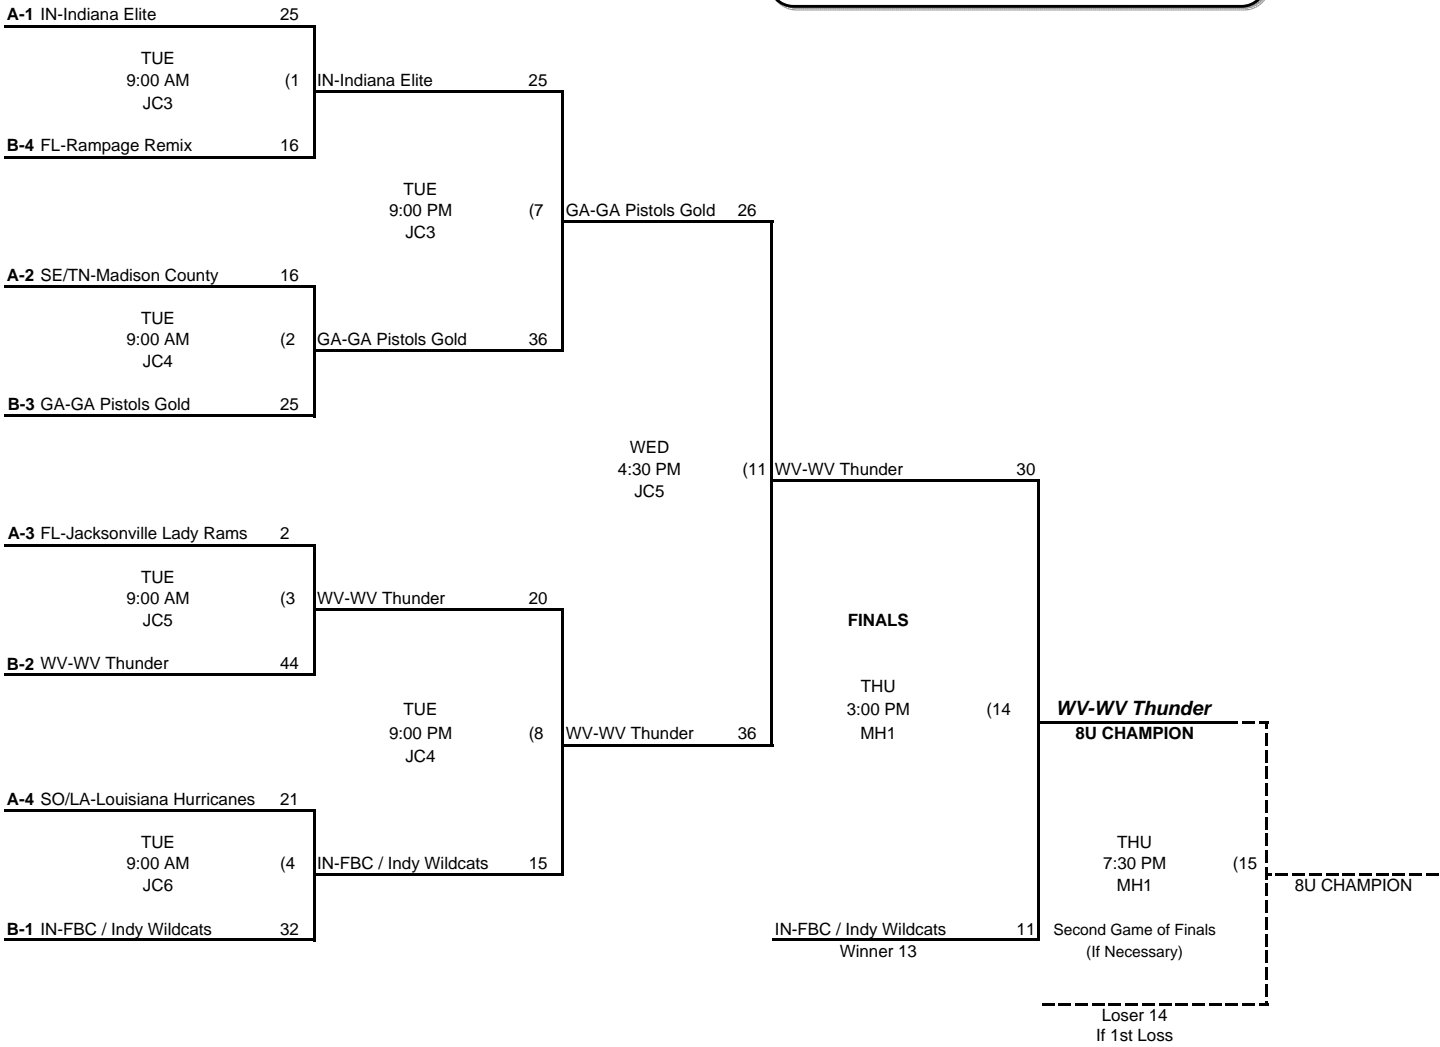 A-1 IN-Indiana Elite 25
TUE
9:00 AM (1 IN-Indiana Elite 25
JC3
B-4 FL-Rampage Remix 16
TUE
9:00 PM (7 GA-GA Pistols Gold 26
JC3
A-2 SE/TN-Madison County 16
TUE
9:00 AM (2 GA-GA Pistols Gold 36
JC4
B-3 GA-GA Pistols Gold 25
WED
4:30 PM (11 WV-WV Thunder 30
JC5
A-3 FL-Jacksonville Lady Rams 2
TUE
9:00 AM (3 WV-WV Thunder 20
JC5
FINALS
B-2 WV-WV Thunder 44
THU
3:00 PM (14 WV-WV Thunder
MH1 8U CHAMPION
TUE
9:00 PM (8 WV-WV Thunder 36
JC4
A-4 SO/LA-Louisiana Hurricanes 21
TUE
9:00 AM (4 IN-FBC / Indy Wildcats 15
JC6
THU
7:30 PM (15
MH1 8U CHAMPION
B-1 IN-FBC / Indy Wildcats 32
IN-FBC / Indy Wildcats 11
Winner 13
Second Game of Finals
(If Necessary)
Loser 14
If 1st Loss